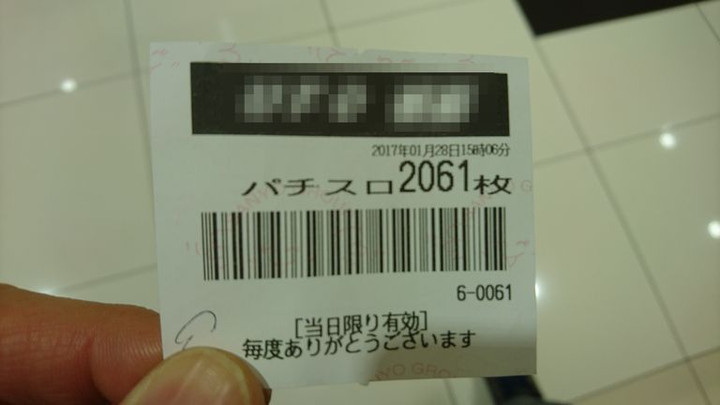 2017年01月28日15時06分
パチスロ2061枚
6-0061
[当日限り有効]
毎度ありがとうございます